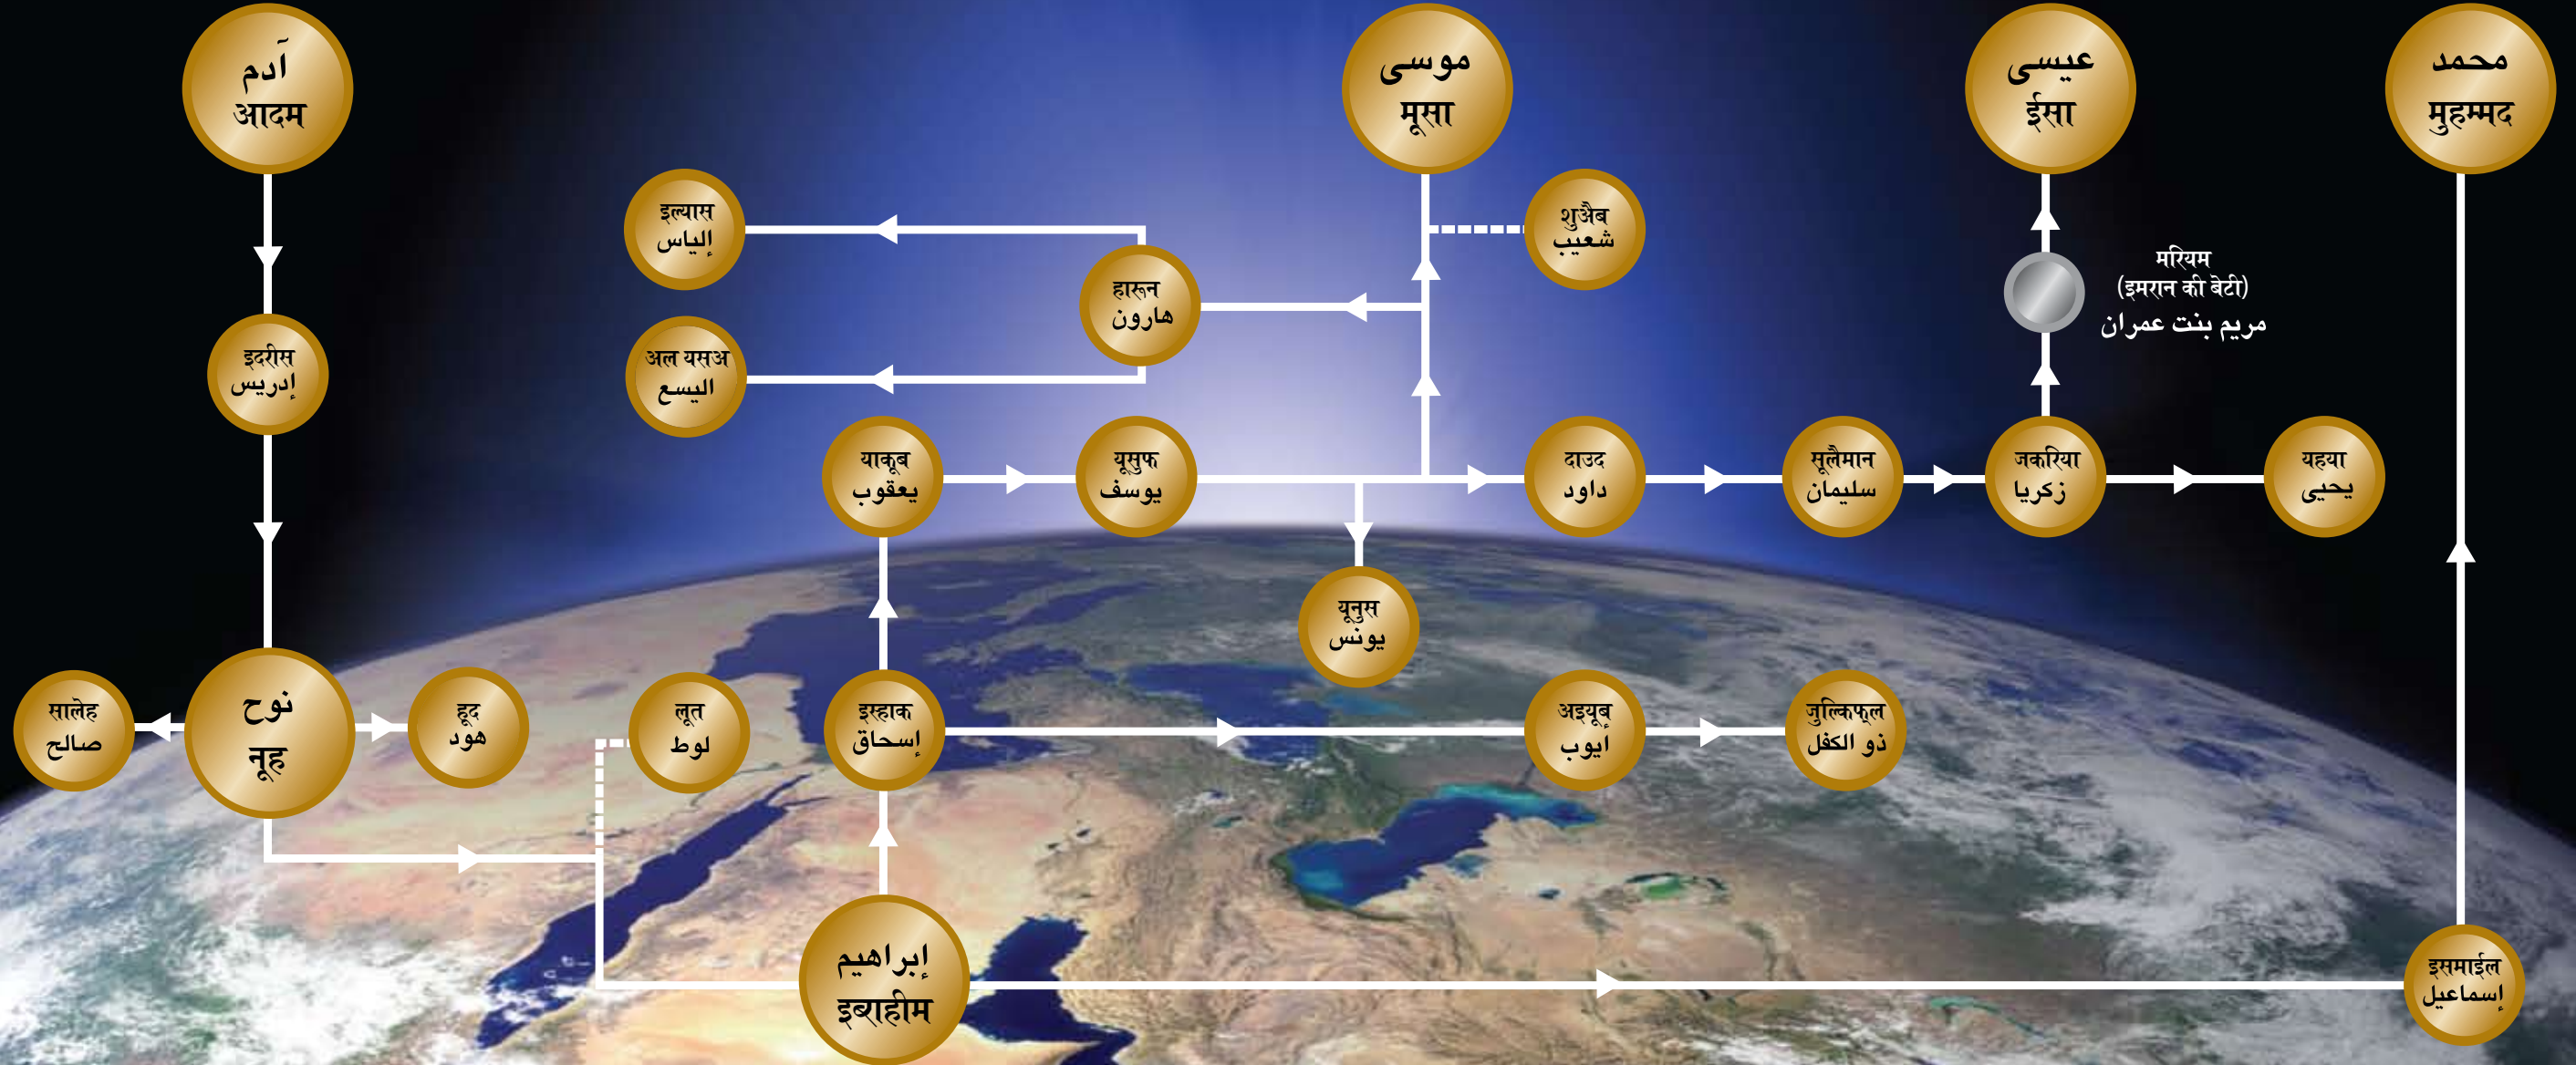 آدم
आदम
موسى
मूसा
عيسى
ईसा
محمد
मुहम्मद
इल्यास
إلياس
शुऐब
شعيب
हारून
هارون
मरियम
(इमरान की बेटी)
مريم بنت عمران
इदरीस
إدريس
अल यसअ
اليسع
याकूब
يعقوب
यूसुफ
يوسف
दाउद
داود
सूलैमान
سليمان
जकरिया
زكريا
यहया
يحيى
यूनुस
يونس
सालेह
صالح
نوح
नूह
हूद
هود
लूत
لوط
इस्हाक
إسحاق
अइयूब
أيوب
जुल्किफ्ल
ذو الكفل
إبراهيم
इब्राहीम
इसमाईल
إسماعيل